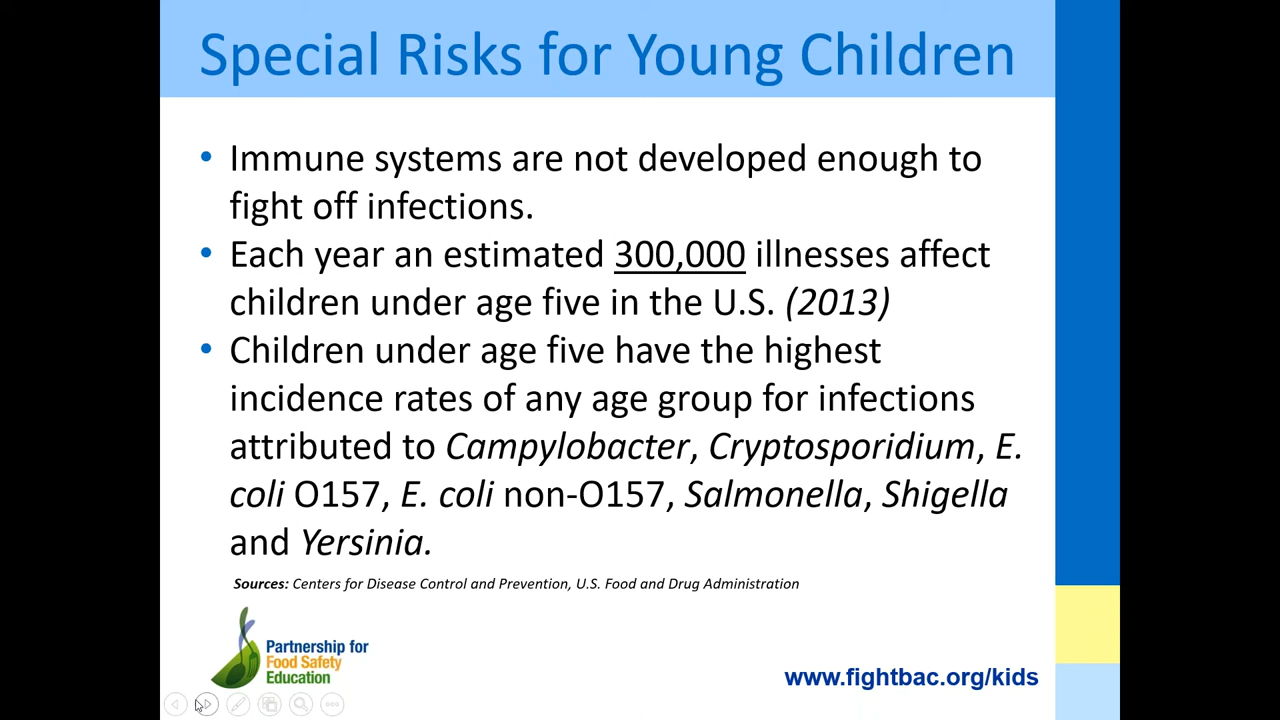 Special Risks for Young Children
• Immune systems are not developed enough to
fight off infections.
• Each year an estimated 300,000 illnesses affect
children under age five in the U.S. (2013)
• Children under age five have the highest
incidence rates of any age group for infections
attributed to Campylobacter, Cryptosporidium, E.
coli O157, E. coli non-O157, Salmonella, Shigella
and Yersinia.
Sources: Centers for Disease Control and Prevention, U.S. Food and Drug Administration
Partnership for
Food Safety
Education
www.fightbac.org/kids